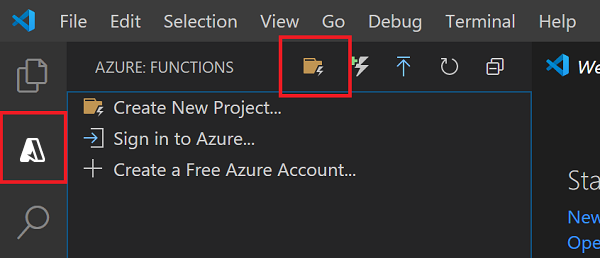 File Edit Selection View Go Debug Terminal Help
AZURE: FUNCTIONS
We
Create New Project...
Sign in to Azure...
Create a Free Azure Account...
Sta
New
Ope